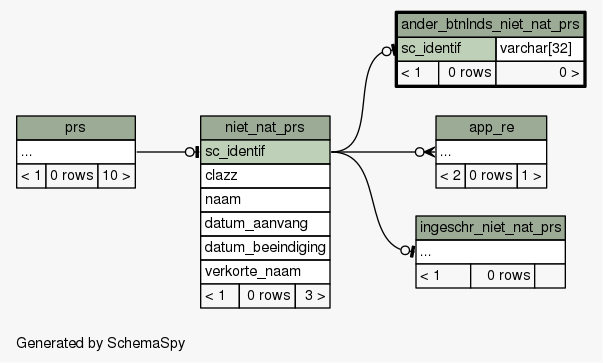 ander_btnlnds_niet_nat_prs
sc_identif varchar[32]
< 1 0 rows 0 >
prs
...
< 1 0 rows 10 >
niet_nat_prs
sc_identif
clazz
naam
datum_aanvang
datum_beeindiging
verkorte_naam
< 1 0 rows 3 >
app_re
...
< 2 0 rows 1 >
ingeschr_niet_nat_prs
...
< 1 0 rows
Generated by SchemaSpy